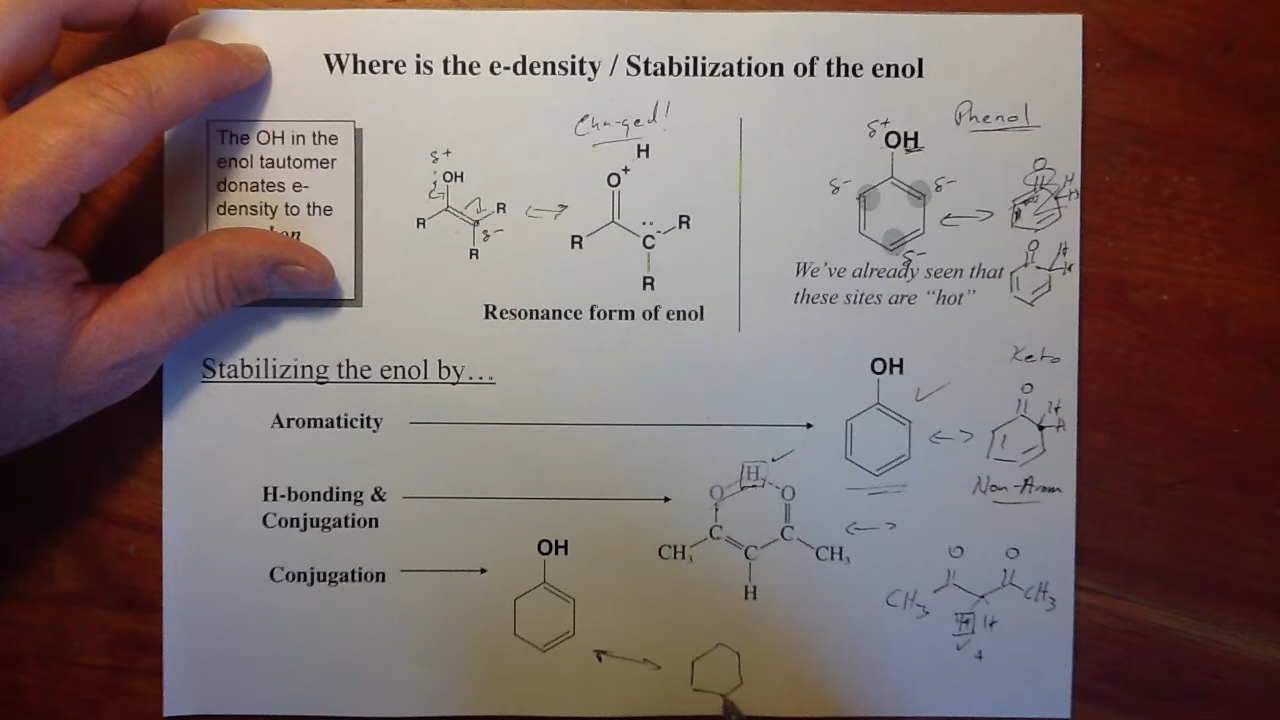 Where is the e-density / Stabilization of the enol
The OH in the
enol tautomer
donates e-
density to the
δ+
:OH
R
R
δ-
R
Charged!
H
O+
R
C
R
R
Resonance form of enol
Phenol
δ+
OH
δ-
δ-
δ-
O
H
H
O
H
H
We've already seen that
these sites are "hot"
Stabilizing the enol by…
Aromaticity
OH
Keto
O
H
H
Non-Arom
H-bonding &
Conjugation
H
O
O
C
C
CH3
C
CH3
H
O
O
CH3
CH3
H
H
Conjugation
OH